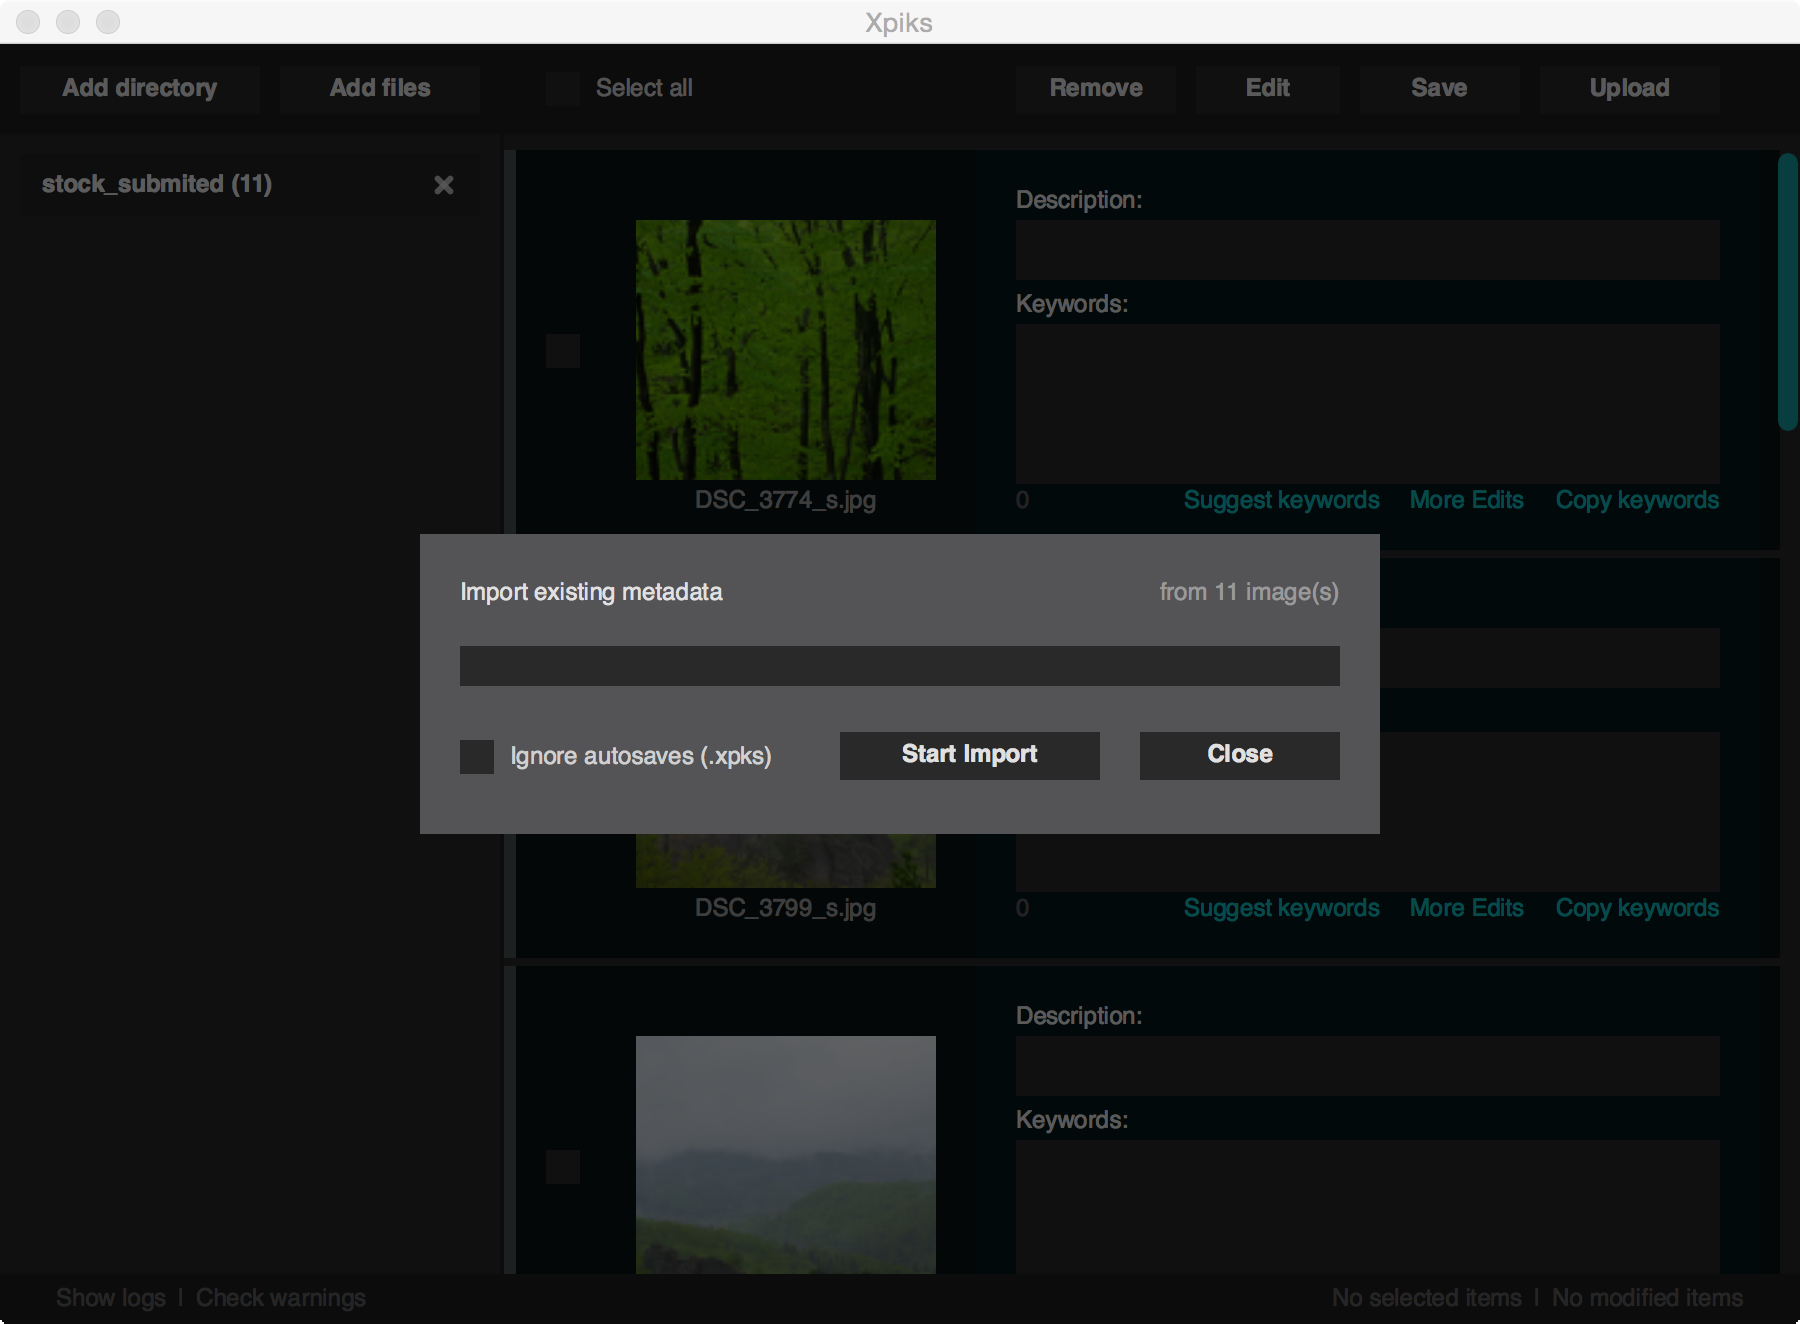 Xpiks
Add directory
Add files
Select all
Remove
Edit
Save
Upload
stock_submited (11)
Description:
Keywords:
DSC_3774_s.jpg
0
Suggest keywords
More Edits
Copy keywords
Import existing metadata
from 11 image(s)
Ignore autosaves (.xpks)
Start Import
Close
DSC_3799_s.jpg
0
Suggest keywords
More Edits
Copy keywords
Description:
Keywords:
Show logs | Check warnings
No selected items | No modified items